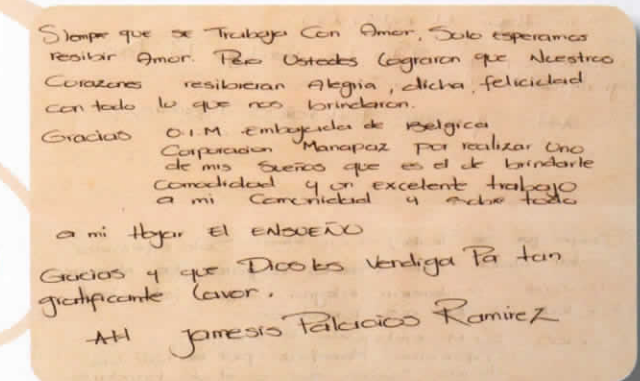 Siempre que se Trabaja Con Amor, Solo esperamos
resibir Amor. Pero Ustedes lograron que Nuestros
Corazones resibieran Alegria, dicha, felicidad
con todo lo que nos brindaron.
Gracias O.I.M. Embajada de Belgica
Corporacion Manapaz por realizar Uno
de mis Sueños que es el de brindarle
Comodidad y un excelente trabajo
a mi Comunidad y sobre todo
a mi Hogar El ENSUEÑO
Gracias y que Dios les Vendiga Pa tan
gratificante Lavor.
Att Jamesis Palacios Ramirez